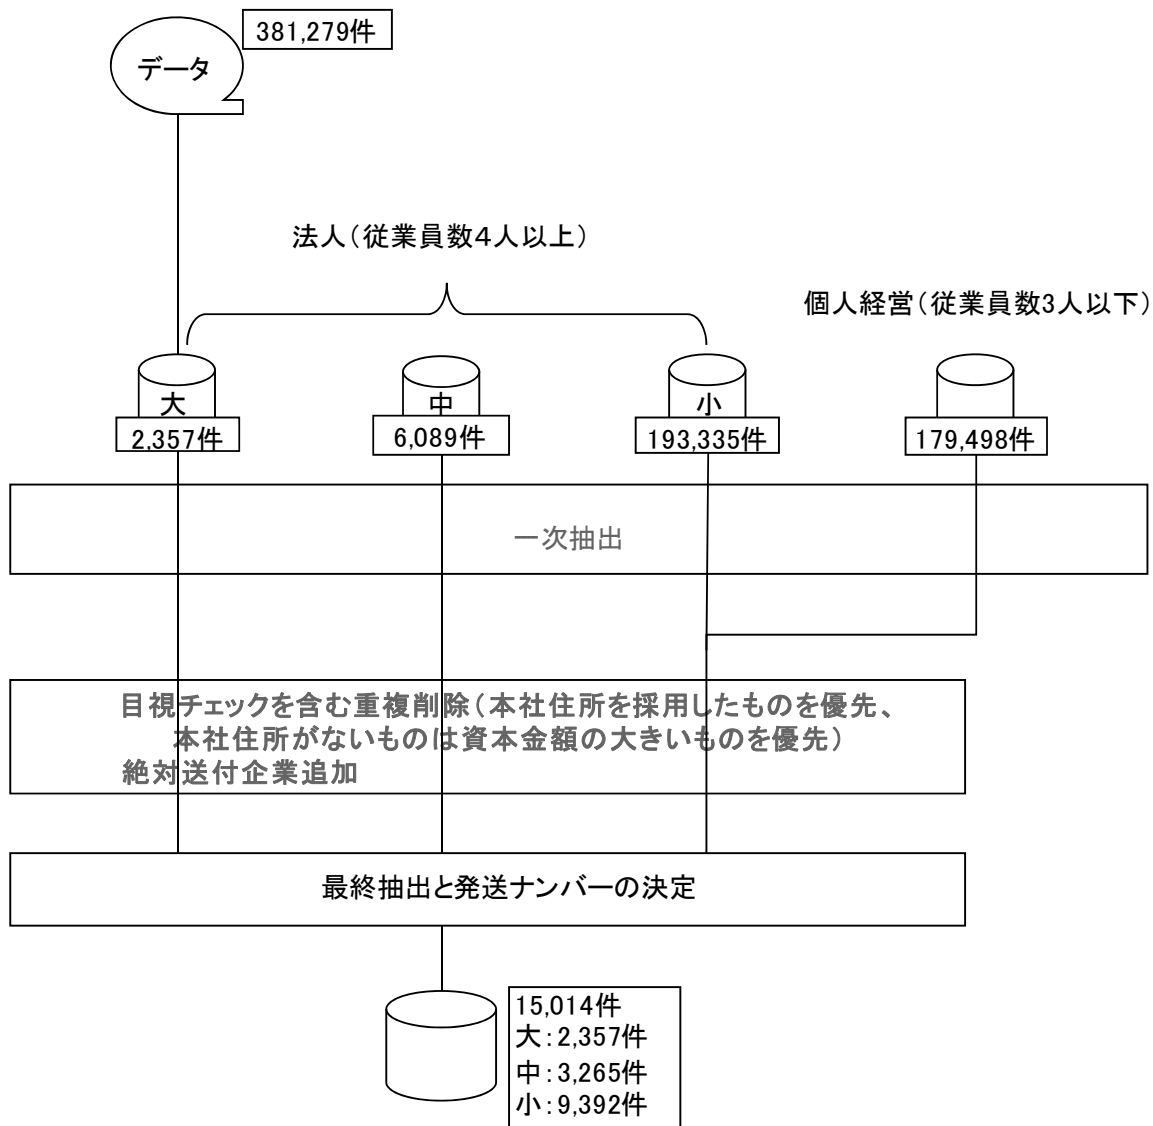 381,279件
データ
法人（従業員数４人以上）
個人経営（従業員数3人以下）
大
中
小
2,357件
6,089件
193,335件
179,498件
一次抽出
目視チェックを含む重複削除（本社住所を採用したものを優先、
本社住所がないものは資本金額の大きいものを優先）
絶対送付企業追加
最終抽出と発送ナンバーの決定
15,014件
大：2,357件
中：3,265件
小：9,392件